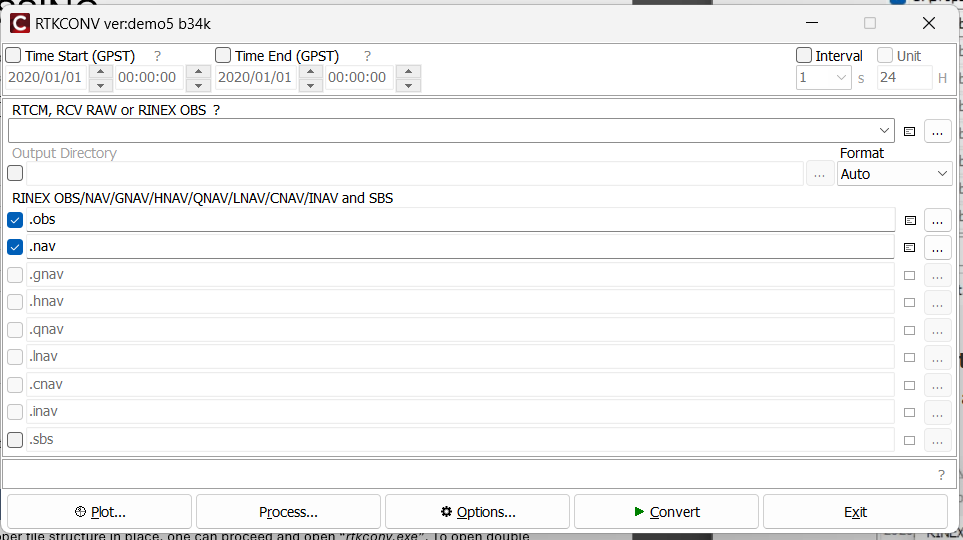 RTKCONV ver:demo5 b34k
Time Start (GPST) ? Time End (GPST) ? Interval Unit
2020/01/01 00:00:00 2020/01/01 00:00:00 1 s 24 H
RTCM, RCV RAW or RINEX OBS ?
...
Output Directory Format
... Auto
RINEX OBS/NAV/GNAV/HNAV/QNAV/LNAV/CNAV/INAV and SBS
.obs ...
.nav ...
.gnav ...
.hnav ...
.qnav ...
.lnav ...
.cnav ...
.inav ...
.sbs ...
?
Plot... Process... Options... Convert Exit
per file structure in place, one can proceed and open "rtkconv.exe". To open double